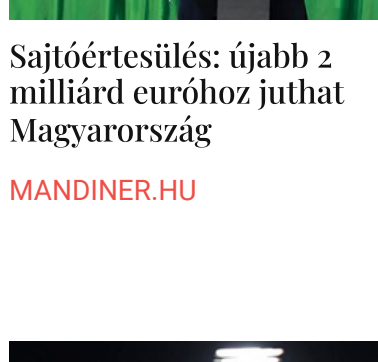 Sajtóértesülés: újabb 2
milliárd euróhoz juthat
Magyarország
MANDINER.HU